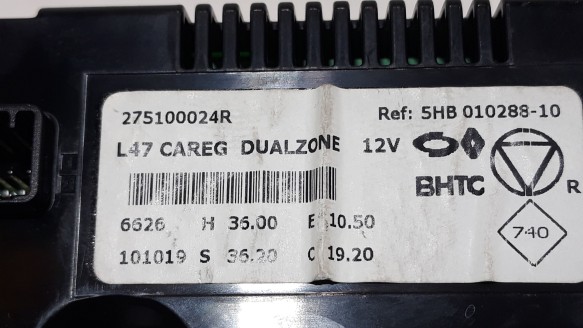 275100024R Ref: 5HB 010288-10
L47 CAREG DUALZONE 12V
BHTC R
6626 H 36.00 E 10.50
740
101019 S 36.20 C 19.20